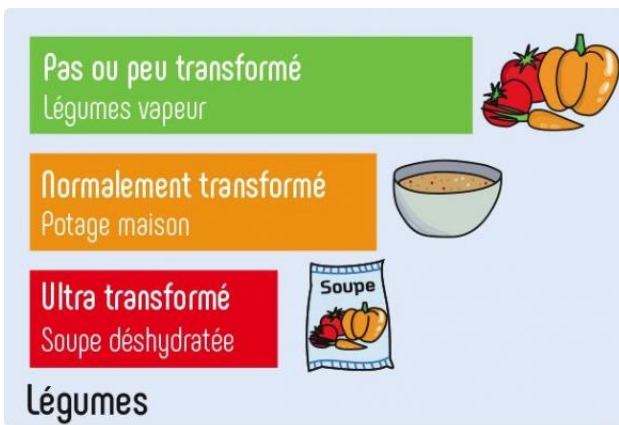 Pas ou peu transformé
Légumes vapeur
Normalement transformé
Potage maison
Ultra transformé
Soupe déshydratée
Soupe
Légumes